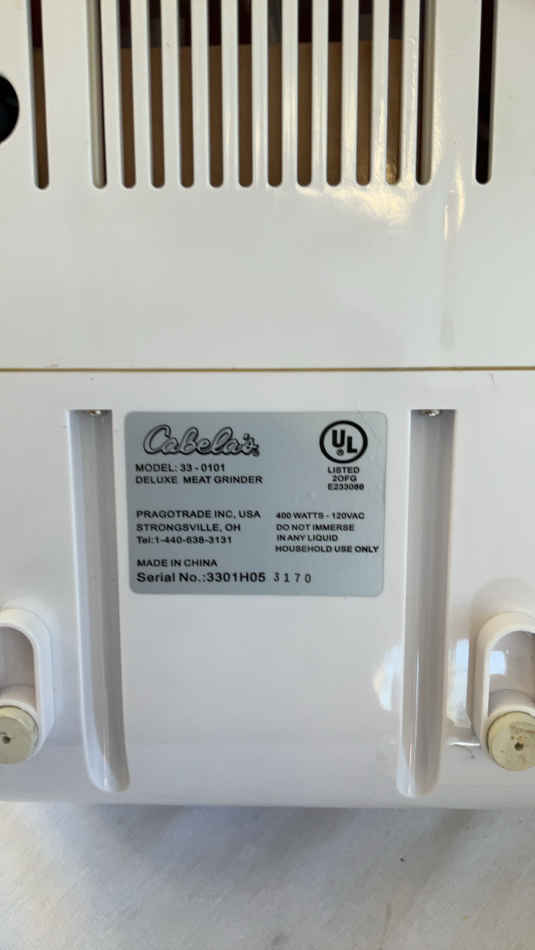 Cabela's
MODEL: 33 - 0101
DELUXE MEAT GRINDER
UL
®
LISTED
2OFG
E233088
PRAGOTRADE INC, USA
STRONGSVILLE, OH
Tel:1-440-638-3131
400 WATTS - 120VAC
DO NOT IMMERSE
IN ANY LIQUID
HOUSEHOLD USE ONLY
MADE IN CHINA
Serial No.:3301H05 3170